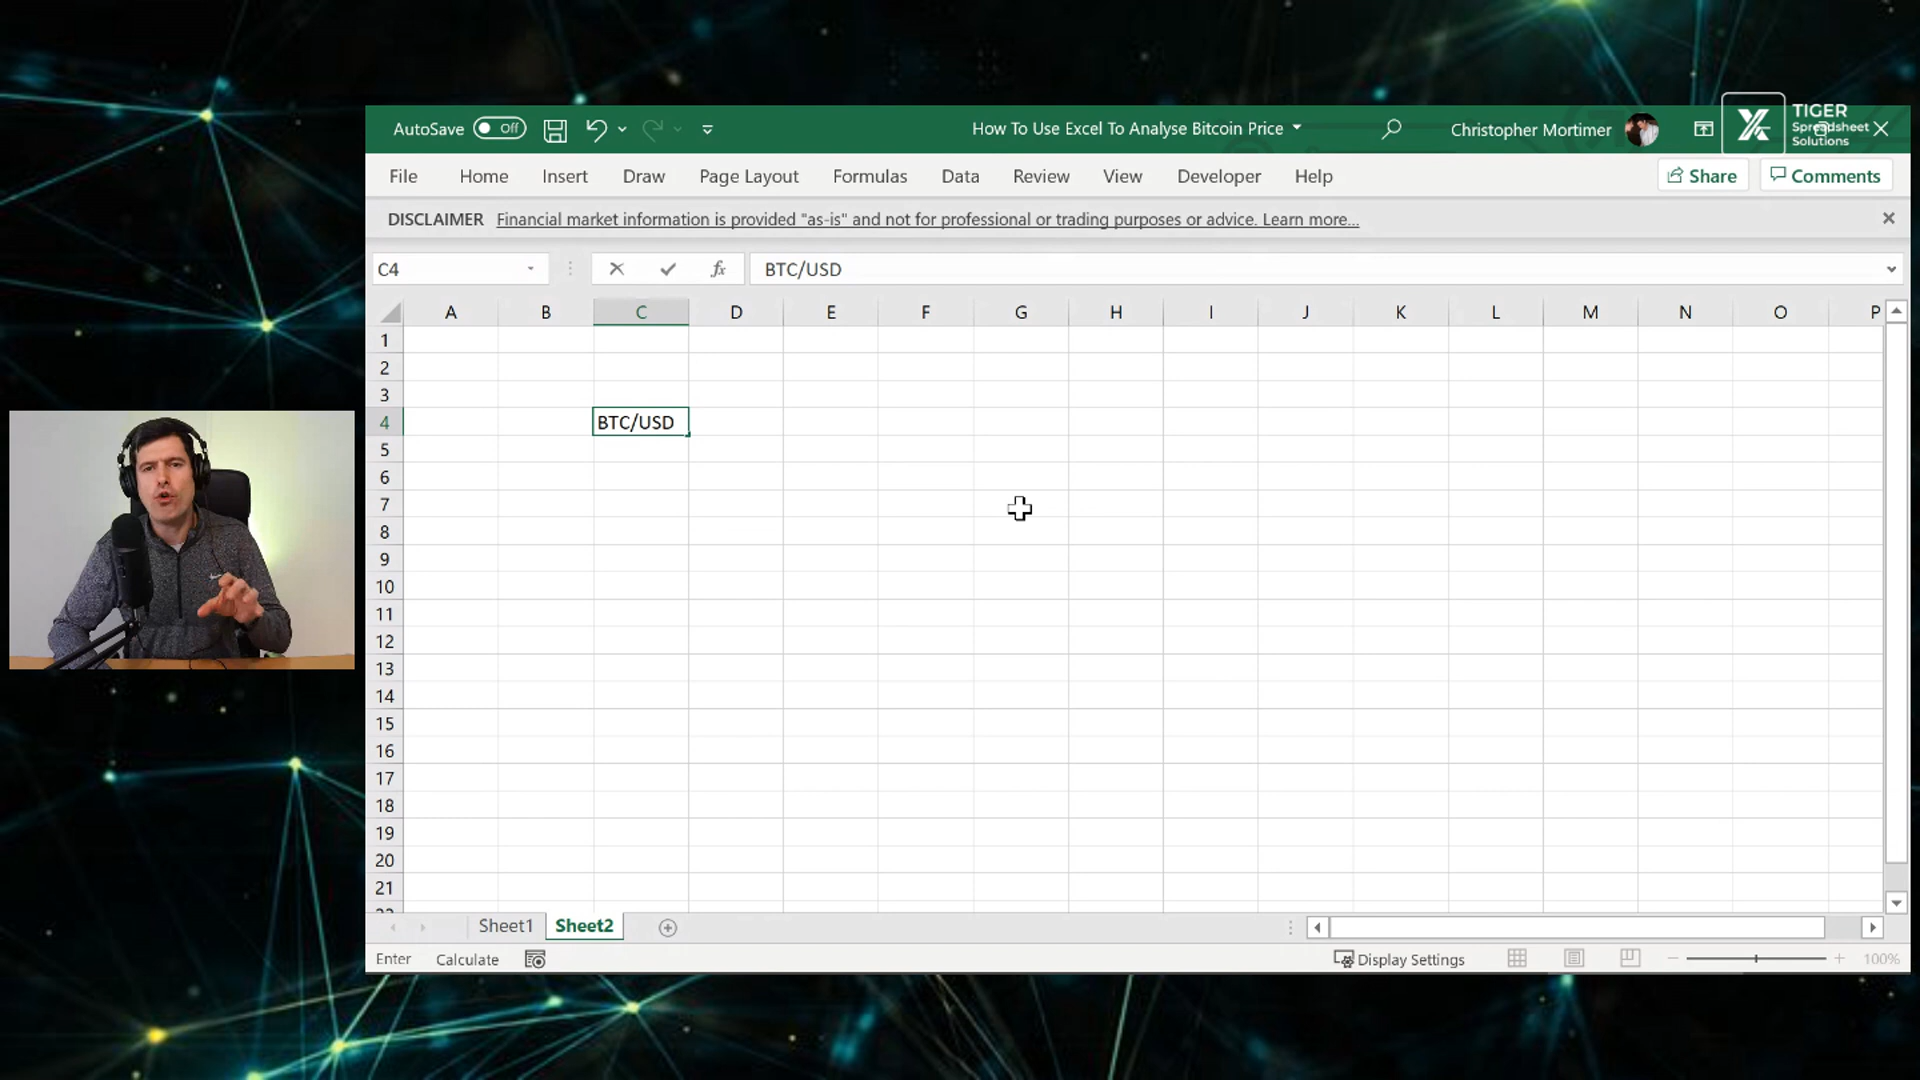 AutoSave Off
How To Use Excel To Analyse Bitcoin Price
Christopher Mortimer
TIGER
Spreadsheet
Solutions
File Home Insert Draw Page Layout Formulas Data Review View Developer Help
Share Comments
DISCLAIMER Financial market information is provided "as-is" and not for professional or trading purposes or advice. Learn more...
C4 fx BTC/USD
A B C D E F G H I J K L M N O P
1
2
3
4 BTC/USD
5
6
7
8
9
10
11
12
13
14
15
16
17
18
19
20
21
22
Sheet1 Sheet2
Enter Calculate Display Settings 100%